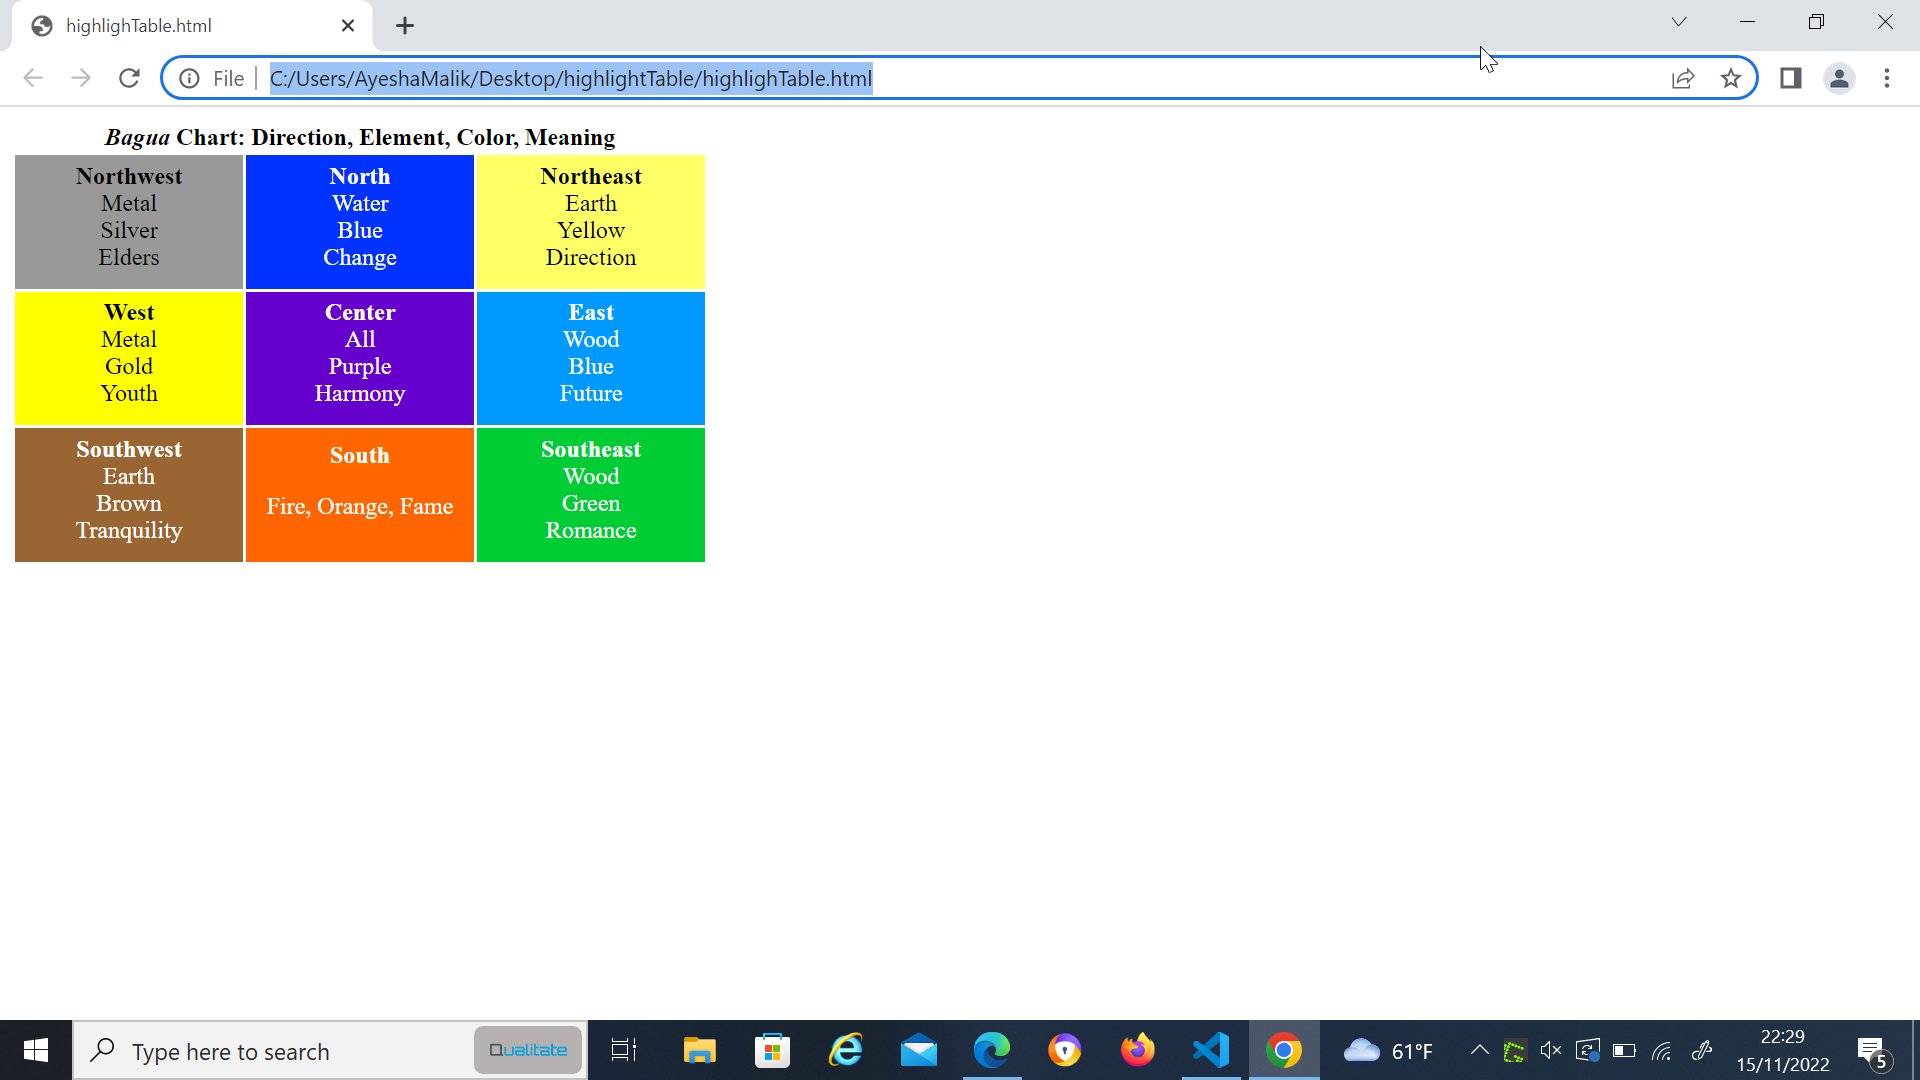 highlighTable.html
File
C:/Users/AyeshaMalik/Desktop/highlightTable/highlighTable.html
Bagua Chart: Direction, Element, Color, Meaning
Northwest
Metal
Silver
Elders
North
Water
Blue
Change
Northeast
Earth
Yellow
Direction
West
Metal
Gold
Youth
Center
All
Purple
Harmony
East
Wood
Blue
Future
Southwest
Earth
Brown
Tranquility
South
Fire, Orange, Fame
Southeast
Wood
Green
Romance
Type here to search
Qualitate
61°F
22:29
15/11/2022
5